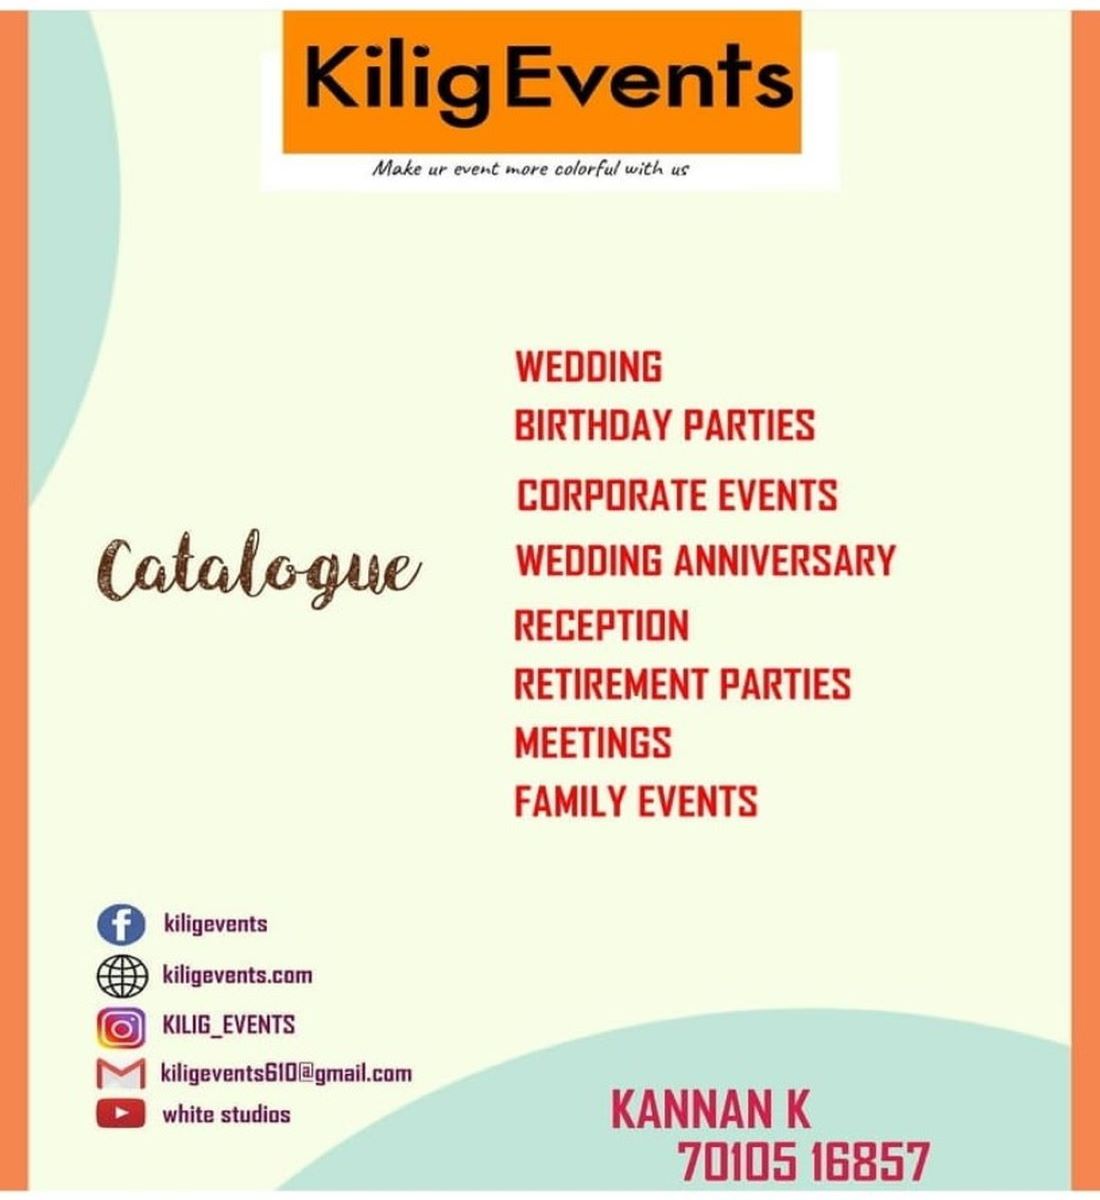 Kilig Events
Make ur event more colorful with us
WEDDING
BIRTHDAY PARTIES
CORPORATE EVENTS
WEDDING ANNIVERSARY
RECEPTION
RETIREMENT PARTIES
MEETINGS
FAMILY EVENTS
Catalogue
kiligevents
kiligevents.com
KILIG_EVENTS
kiligevents610@gmail.com
white studios
KANNAN K
70105 16857